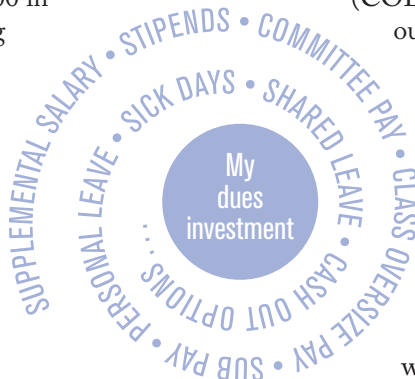 in
SUPPLEMENTAL SALARY • STIPENDS • COMMITTEE PAY • CLASS OVERSIZE PAY • SUB PAY • PERSONAL LEAVE • SICK DAYS • SHARED LEAVE • CASH OUT OPTIONS....
My
dues
investment